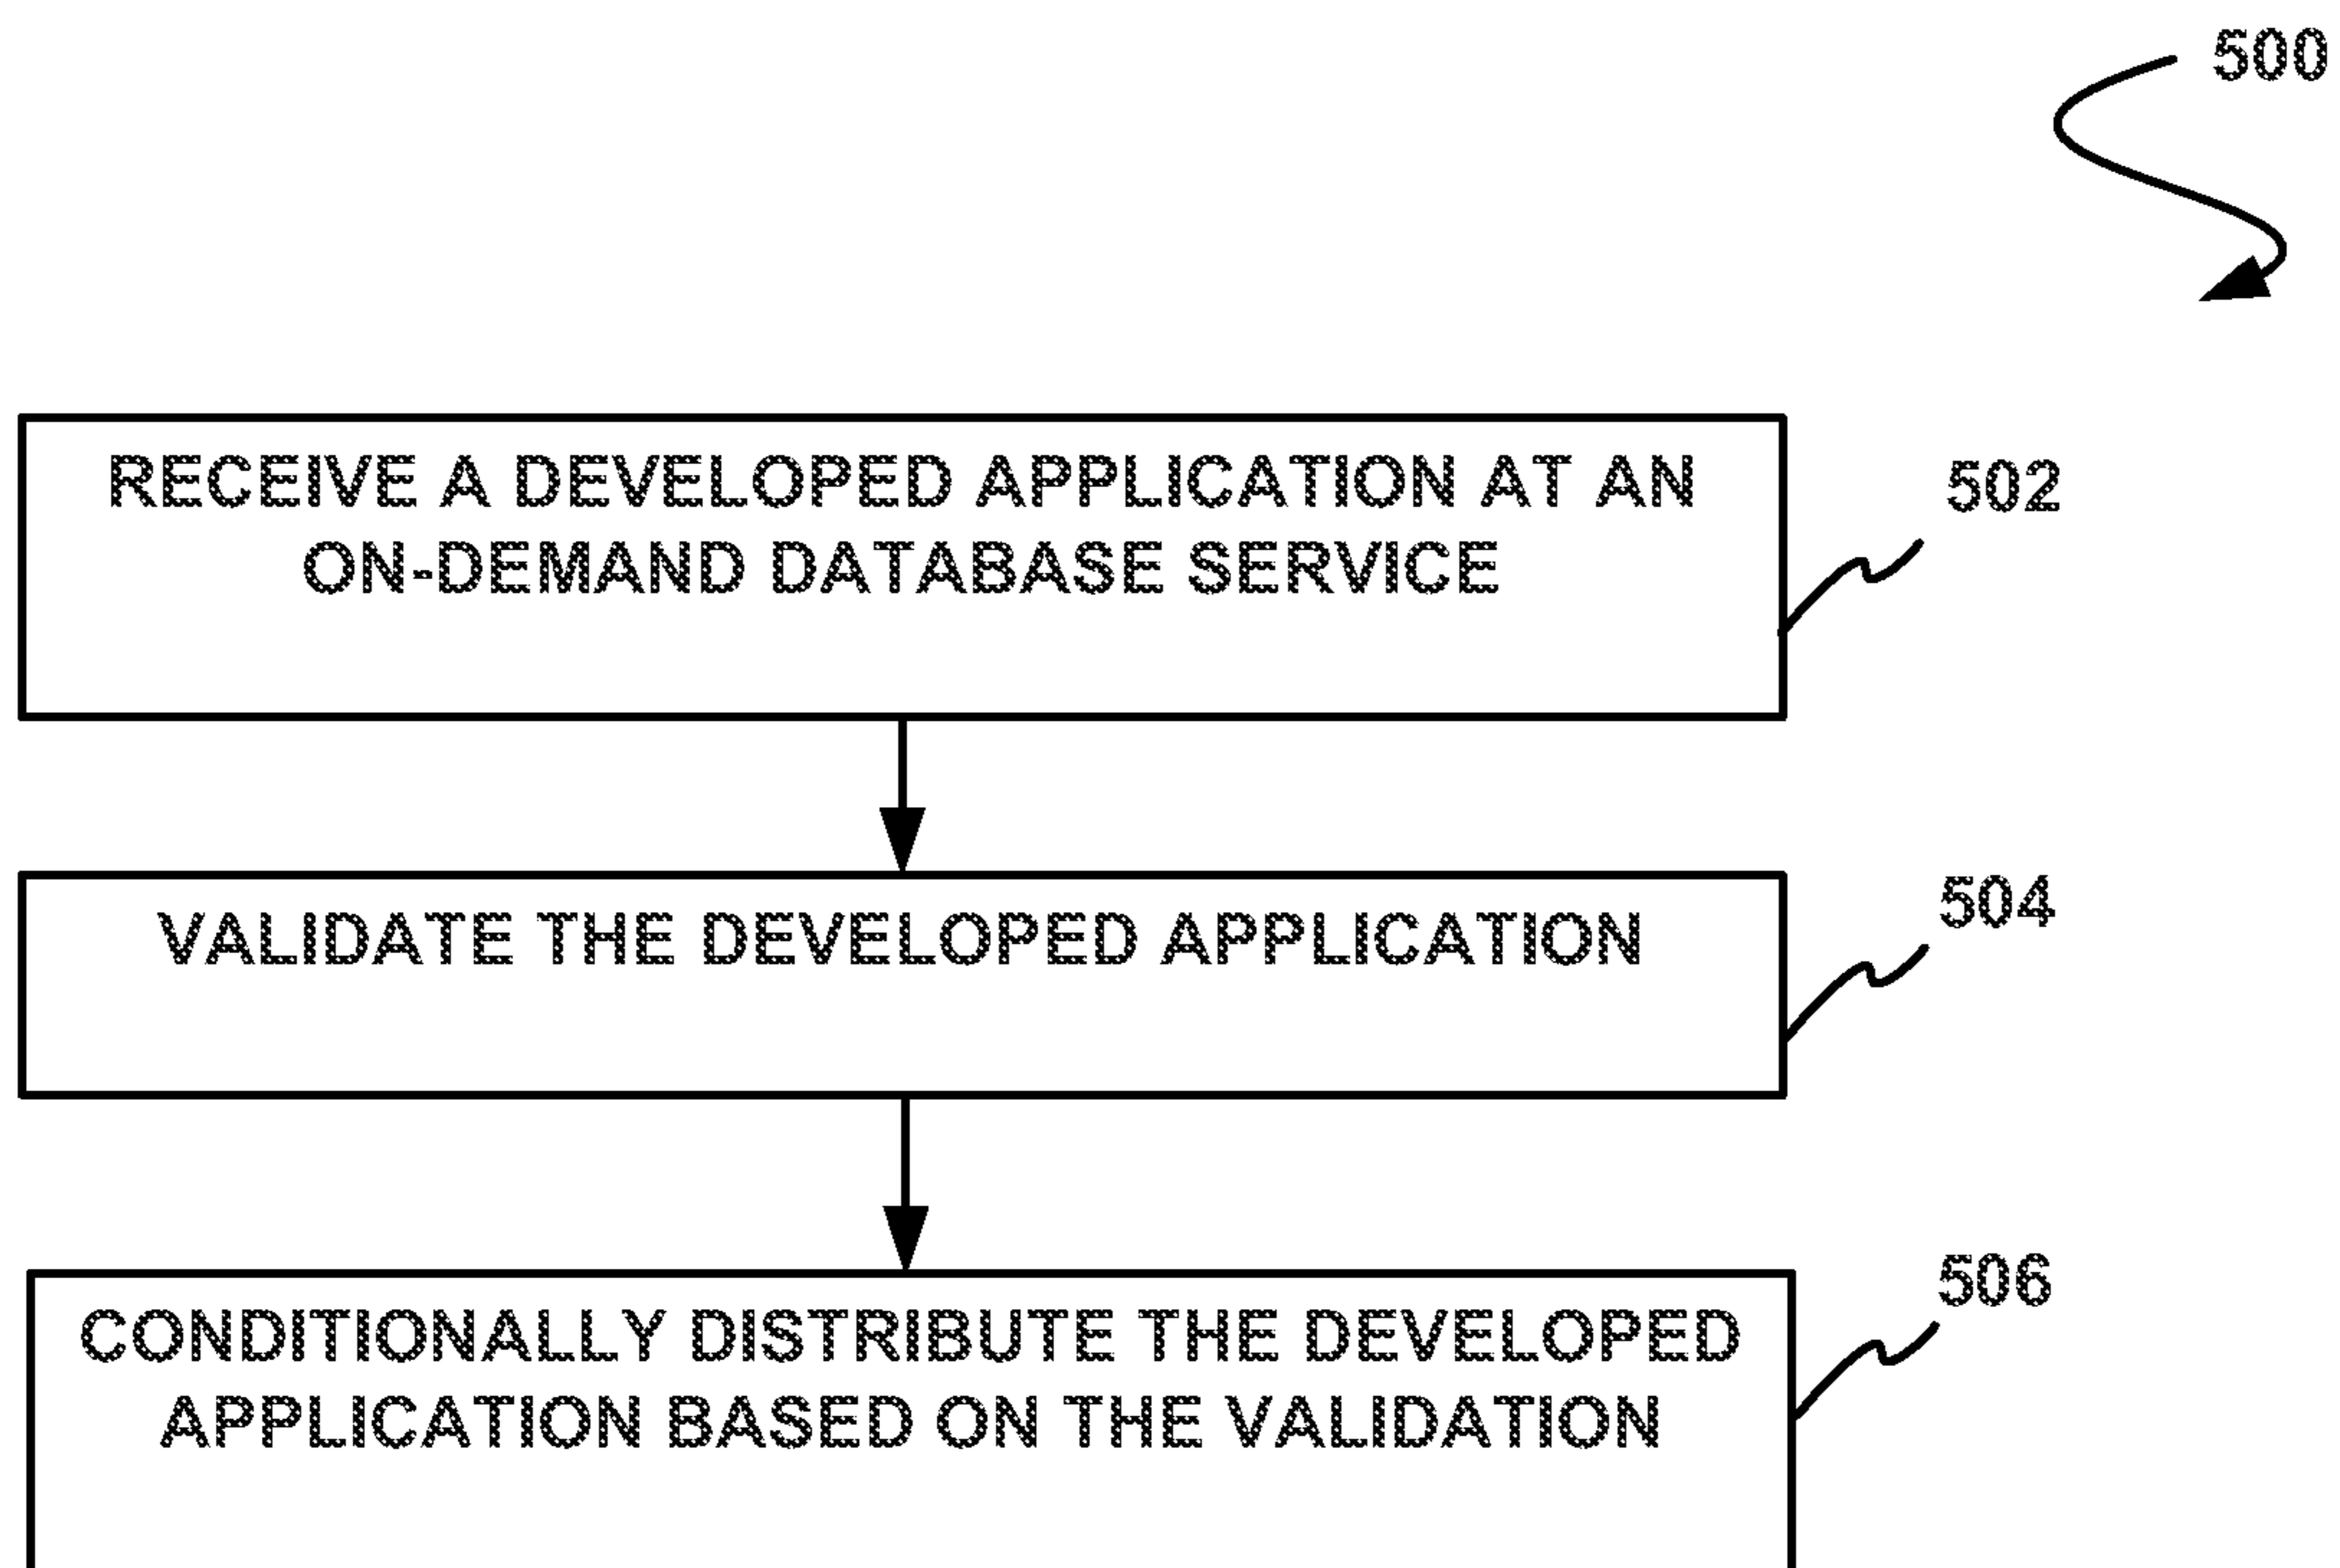 500
RECEIVE A DEVELOPED APPLICATION AT AN
ON-DEMAND DATABASE SERVICE
502
VALIDATE THE DEVELOPED APPLICATION
504
CONDITIONALLY DISTRIBUTE THE DEVELOPED
APPLICATION BASED ON THE VALIDATION
506